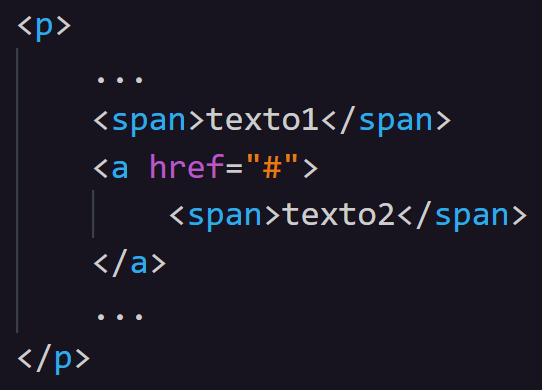 <p>
...
<span>texto1</span>
<a href="#">
<span>texto2</span>
</a>
...
</p>